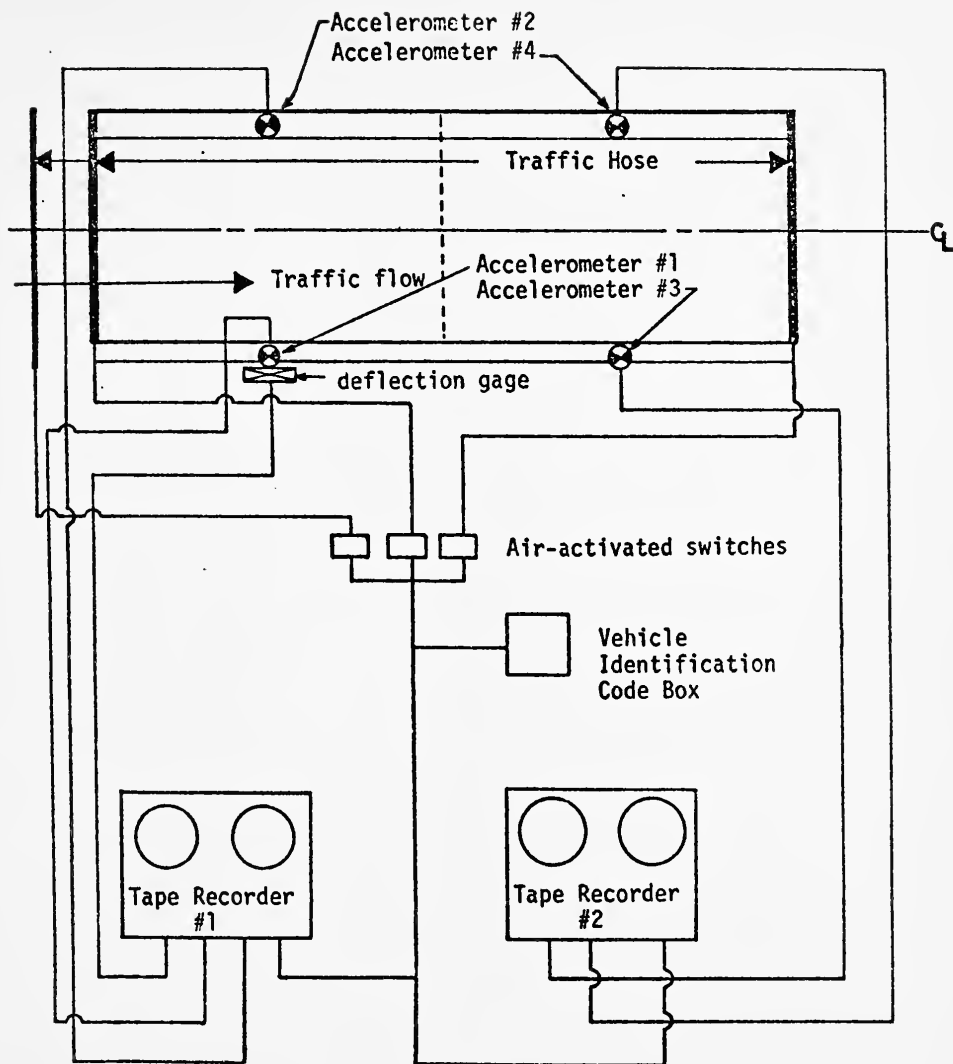 Accelerometer #2
Accelerometer #4
Traffic Hose
℄
Traffic flow
Accelerometer #1
Accelerometer #3
deflection gage
Air-activated switches
Vehicle
Identification
Code Box
Tape Recorder
#1
Tape Recorder
#2